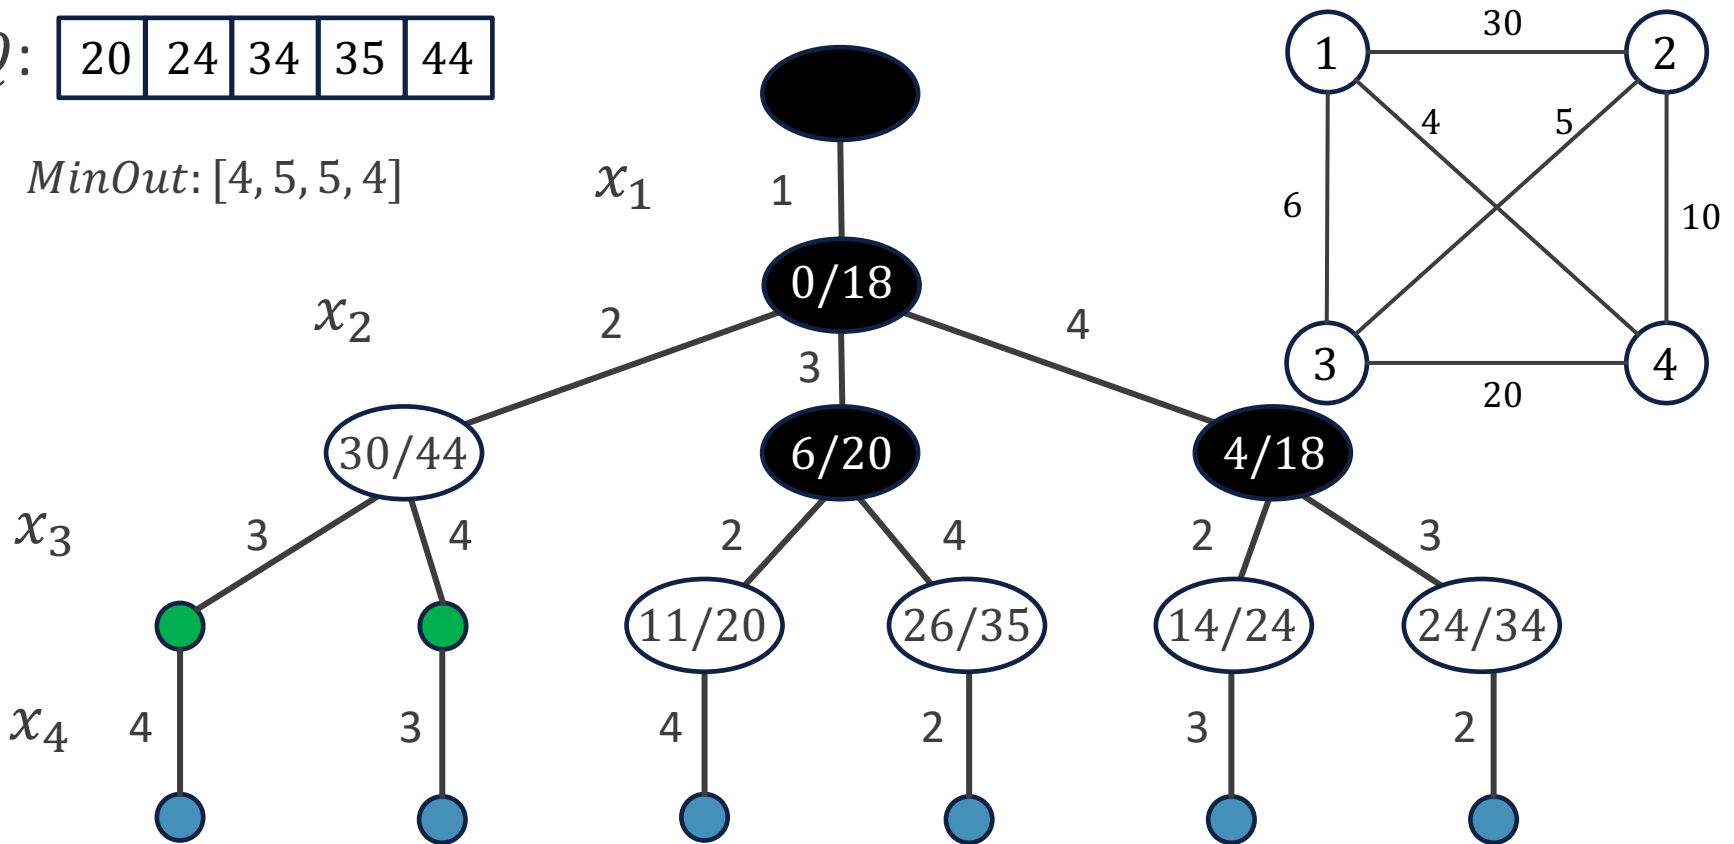 Q: 20 24 34 35 44
MinOut: [4, 5, 5, 4]
1 30 2
4 5
6 10
3 20 4
x₁ 1
0/18
x₂ 2 3 4
30/44 6/20 4/18
x₃ 3 4 2 4 2 3
11/20 26/35 14/24 24/34
x₄ 4 3 4 2 3 2